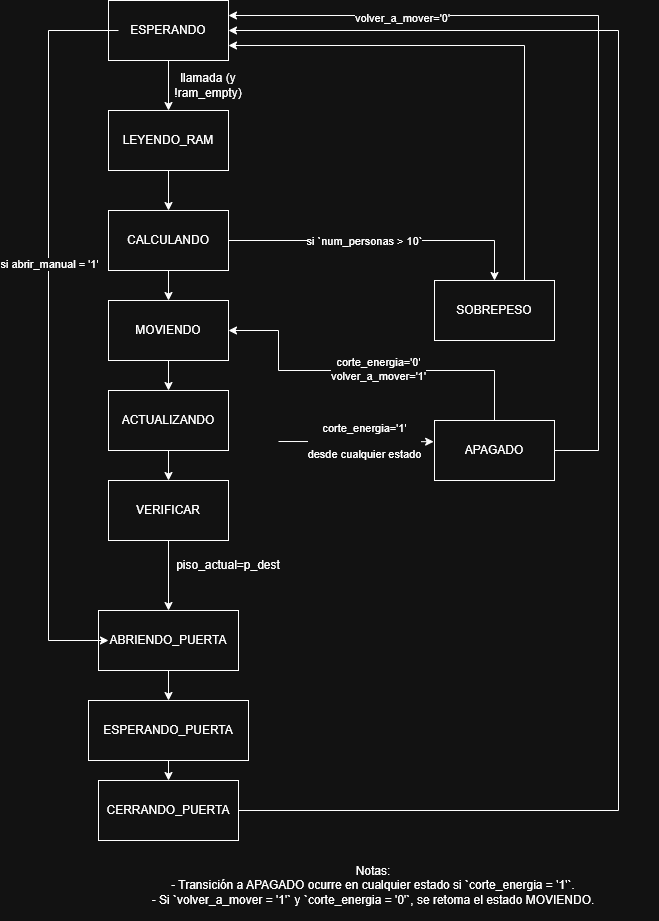 ESPERANDO
volver_a_mover='0'
llamada (y
!ram_empty)
LEYENDO_RAM
CALCULANDO
si `num_personas > 10`
si abrir_manual = '1'
SOBREPESO
MOVIENDO
corte_energia='0'
volver_a_mover='1'
ACTUALIZANDO
corte_energia='1'
desde cualquier estado
APAGADO
VERIFICAR
piso_actual=p_dest
ABRIENDO_PUERTA
ESPERANDO_PUERTA
CERRANDO_PUERTA
Notas:
- Transición a APAGADO ocurre en cualquier estado si `corte_energia = '1'`.
- Si `volver_a_mover = '1'` y `corte_energia = '0'`, se retoma el estado MOVIENDO.